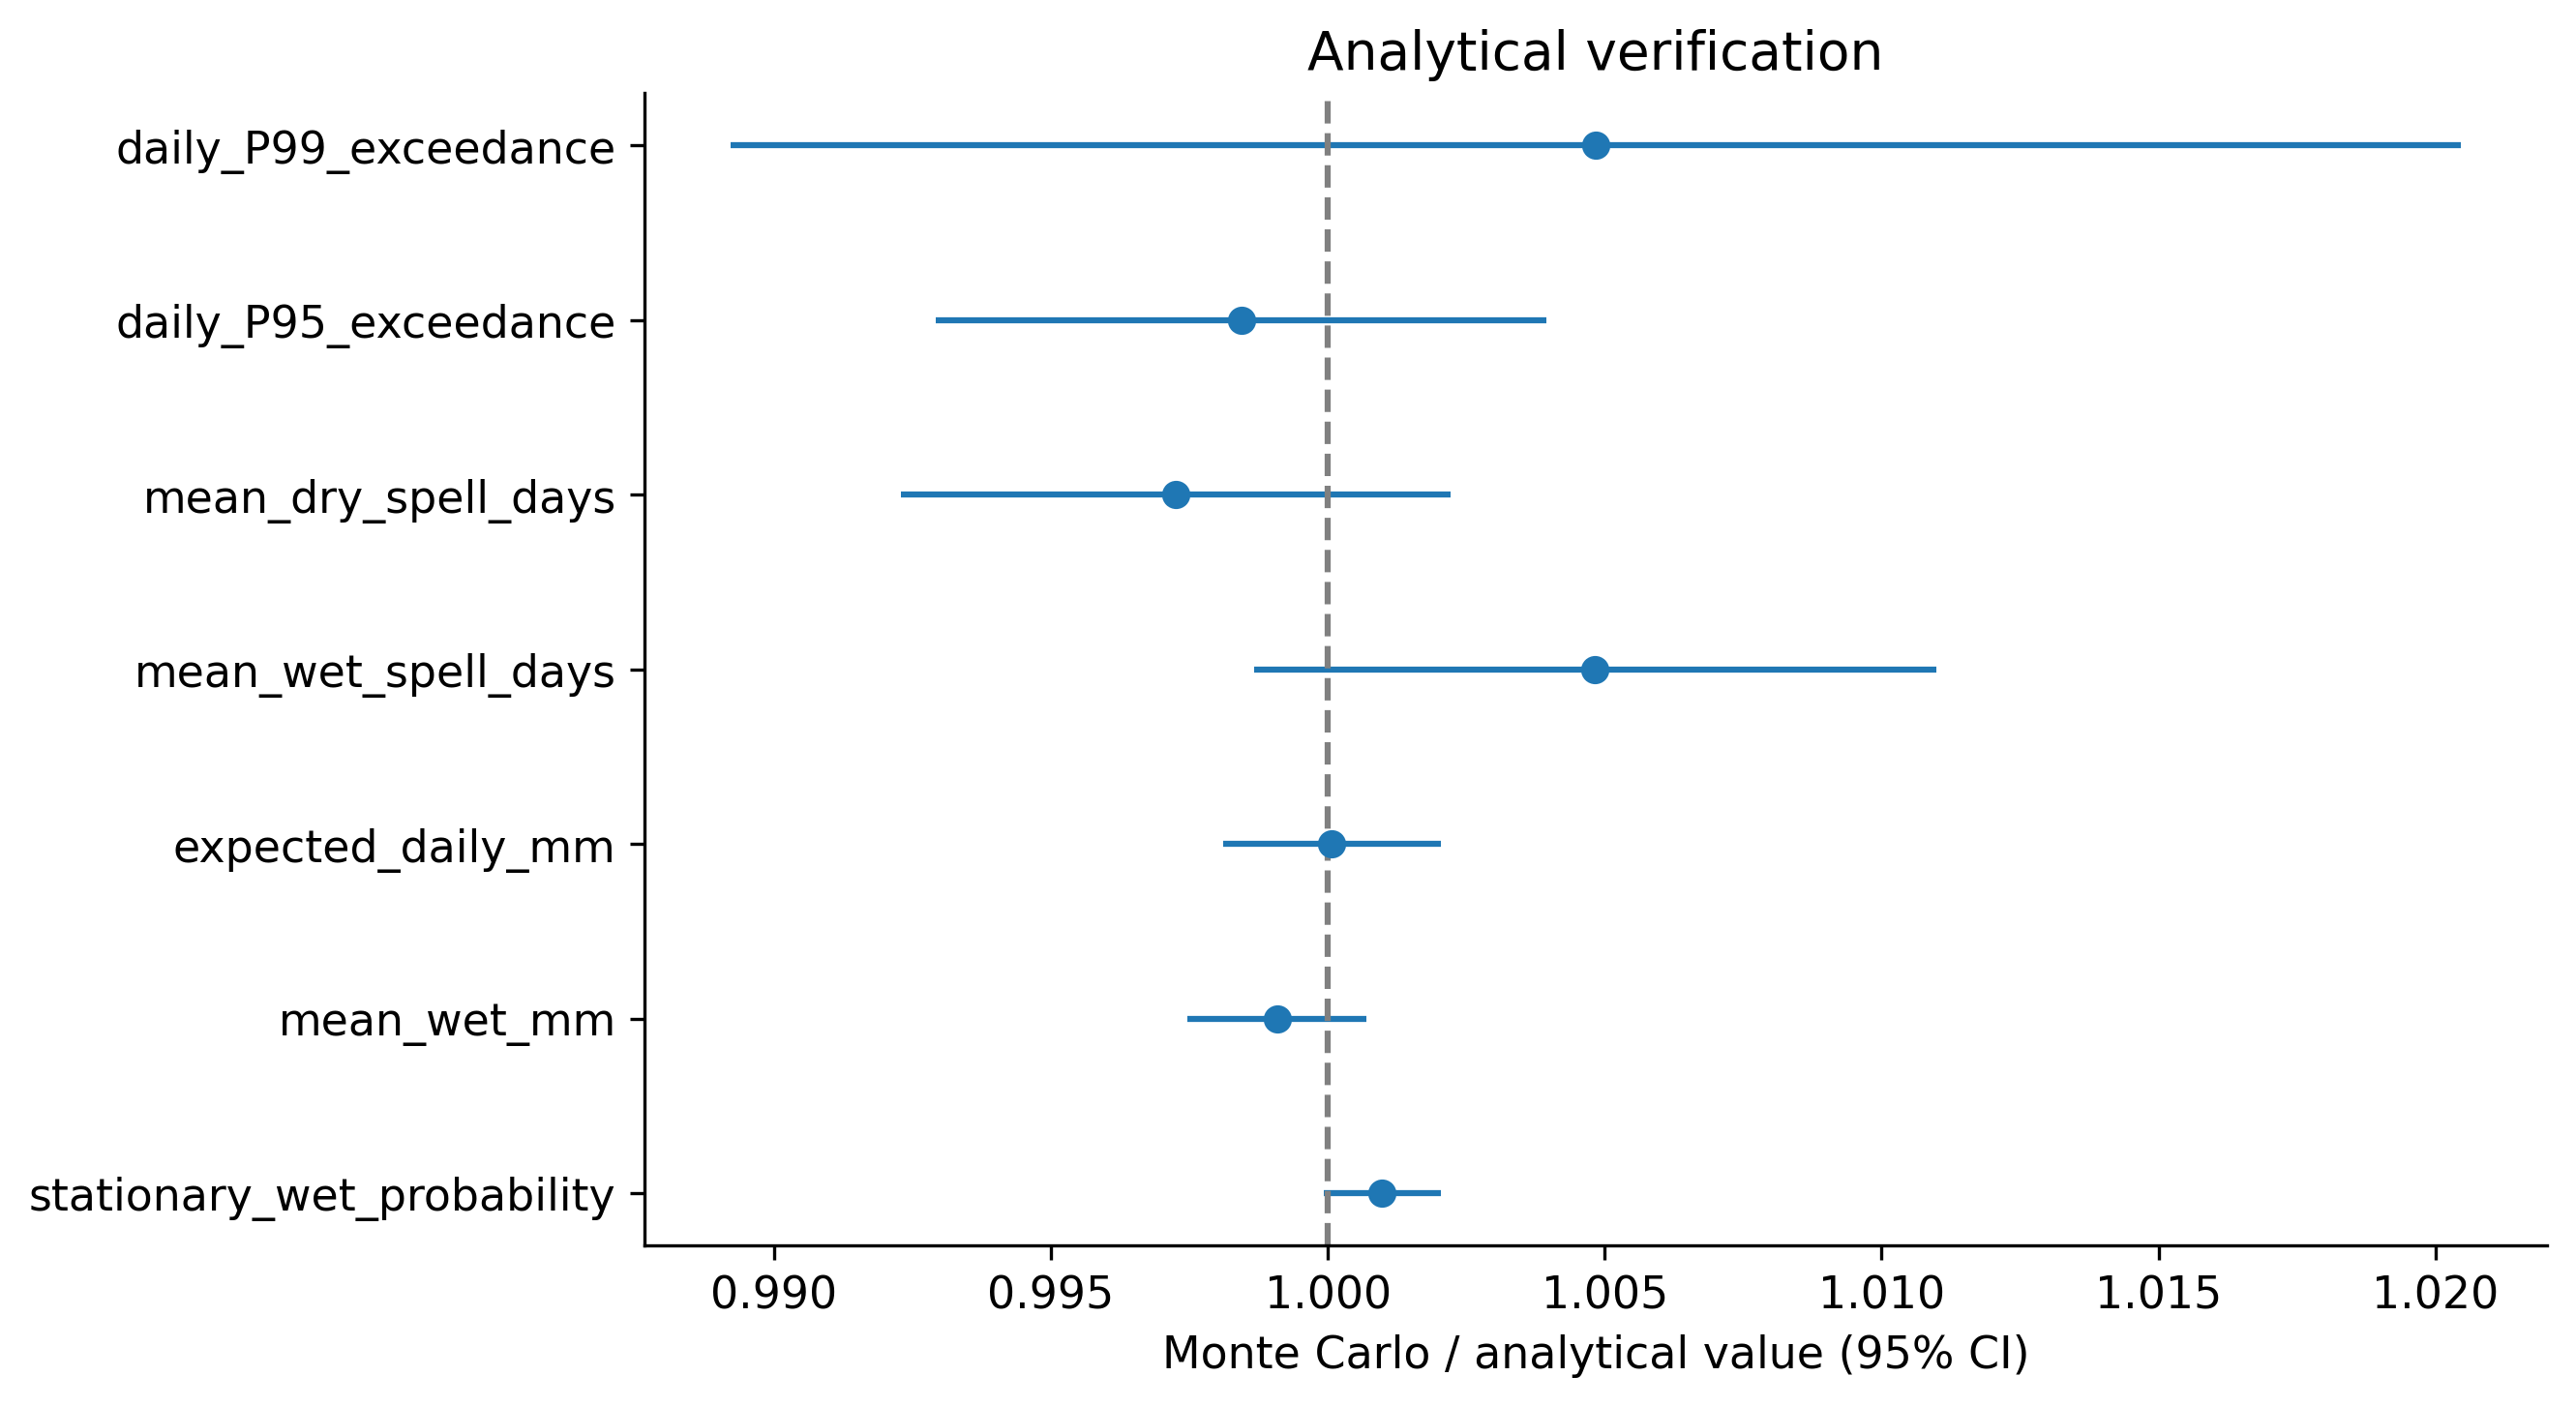 Analytical verification
daily_P99_exceedance
daily_P95_exceedance
mean_dry_spell_days
mean_wet_spell_days
expected_daily_mm
mean_wet_mm
stationary_wet_probability
0.990 0.995 1.000 1.005 1.010 1.015 1.020
Monte Carlo / analytical value (95% CI)